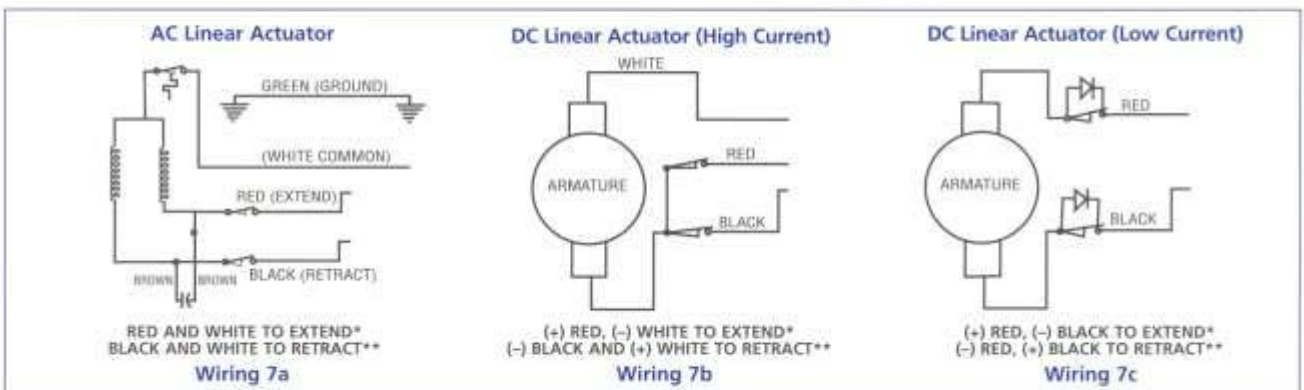 AC Linear Actuator
GREEN (GROUND)
(WHITE COMMON)
RED (EXTEND)
BLACK (RETRACT)
BROWN
BROWN
RED AND WHITE TO EXTEND*
BLACK AND WHITE TO RETRACT**
Wiring 7a
DC Linear Actuator (High Current)
WHITE
RED
ARMATURE
BLACK
(+) RED, (–) WHITE TO EXTEND*
(–) BLACK AND (+) WHITE TO RETRACT**
Wiring 7b
DC Linear Actuator (Low Current)
RED
ARMATURE
BLACK
(+) RED, (–) BLACK TO EXTEND*
(–) RED, (+) BLACK TO RETRACT**
Wiring 7c